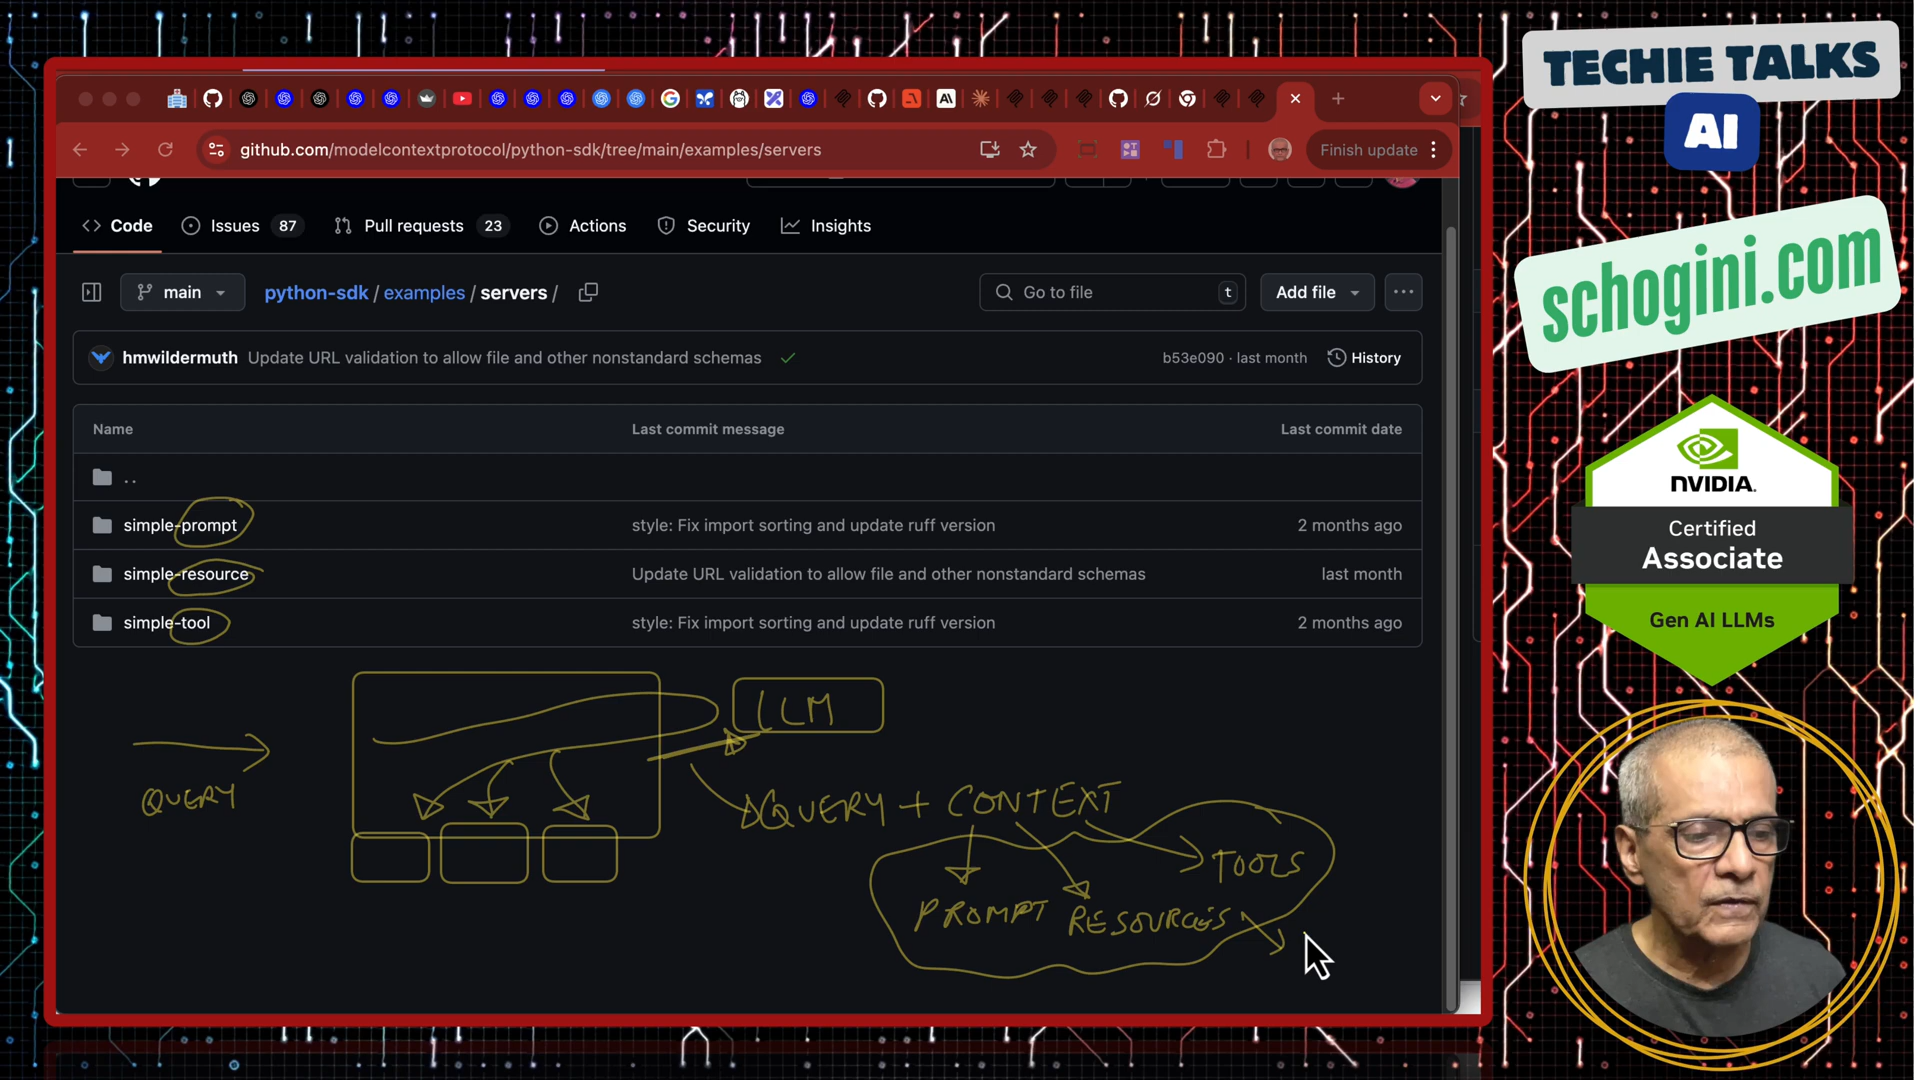 TECHIE TALKS
AI
schogini.com
github.com/modelcontextprotocol/python-sdk/tree/main/examples/servers
Finish update
Code
Issues 87
Pull requests 23
Actions
Security
Insights
main
python-sdk / examples / servers /
Go to file
t
Add file
hmwildermuth Update URL validation to allow file and other nonstandard schemas
b53e090 · last month
History
Name Last commit message Last commit date
..
simple-prompt style: Fix import sorting and update ruff version 2 months ago
simple-resource Update URL validation to allow file and other nonstandard schemas last month
simple-tool style: Fix import sorting and update ruff version 2 months ago
LLM
QUERY
QUERY + CONTEXT
TOOLS
PROMPT RESOURCES
NVIDIA.
Certified
Associate
Gen AI LLMs